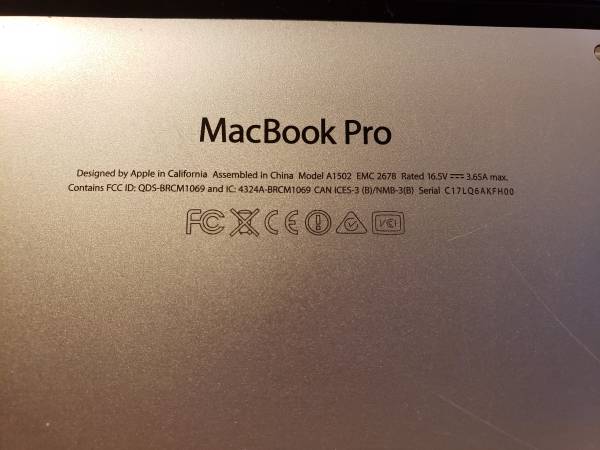 MacBook Pro
Designed by Apple in California Assembled in China Model A1502 EMC 2678 Rated 16.5V ⎓ 3.65A max.
Contains FCC ID: QDS-BRCM1069 and IC: 4324A-BRCM1069 CAN ICES-3 (B)/NMB-3(B) Serial C17LQ6AKFH00
FC CE VCI